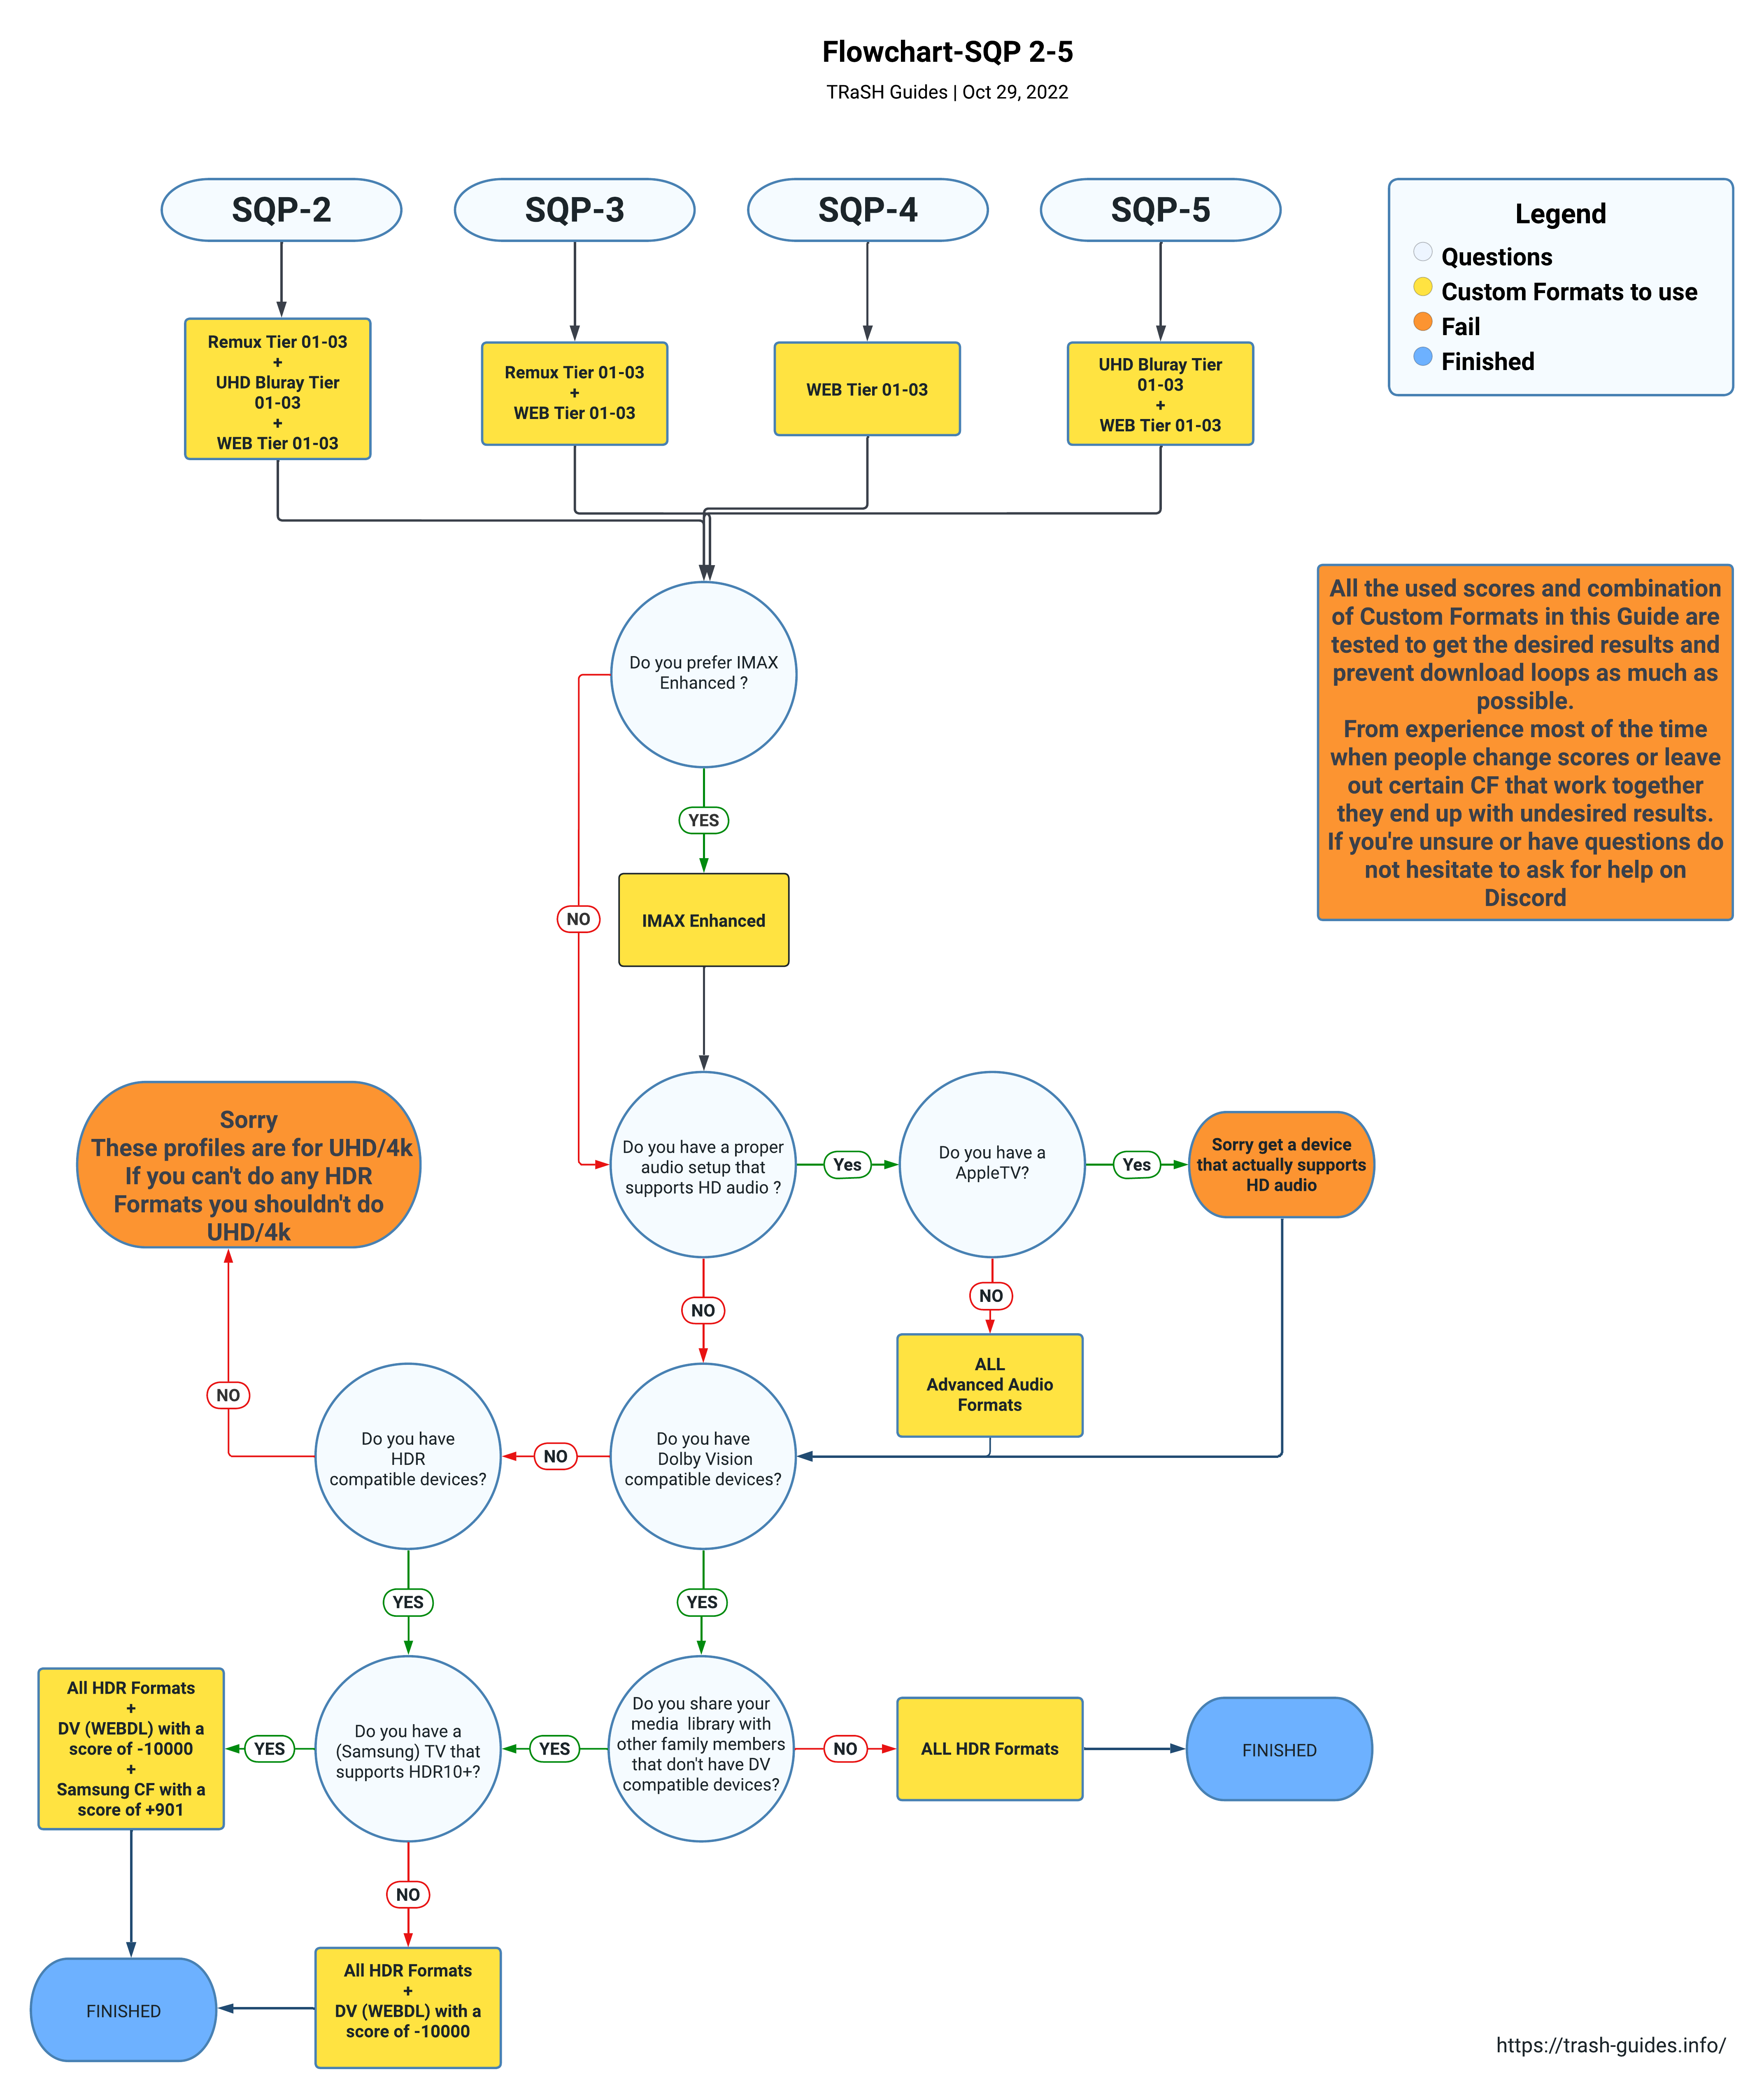 Flowchart-SQP 2-5
TRaSH Guides | Oct 29, 2022
SQP-2
SQP-3
SQP-4
SQP-5
Legend
Questions
Custom Formats to use
Fail
Finished
Remux Tier 01-03
+
UHD Bluray Tier
01-03
+
WEB Tier 01-03
Remux Tier 01-03
+
WEB Tier 01-03
WEB Tier 01-03
UHD Bluray Tier
01-03
+
WEB Tier 01-03
All the used scores and combination
of Custom Formats in this Guide are
tested to get the desired results and
prevent download loops as much as
possible.
From experience most of the time
when people change scores or leave
out certain CF that work together
they end up with undesired results.
If you're unsure or have questions do
not hesitate to ask for help on
Discord
Do you prefer IMAX
Enhanced ?
YES
NO
IMAX Enhanced
Sorry
These profiles are for UHD/4k
If you can't do any HDR
Formats you shouldn't do
UHD/4k
Do you have a proper
audio setup that
supports HD audio ?
Yes
Do you have a
AppleTV?
Yes
Sorry get a device
that actually supports
HD audio
NO
NO
ALL
Advanced Audio
Formats
NO
Do you have
HDR
compatible devices?
NO
Do you have
Dolby Vision
compatible devices?
YES
YES
All HDR Formats
+
DV (WEBDL) with a
score of -10000
+
Samsung CF with a
score of +901
YES
Do you have a
(Samsung) TV that
supports HDR10+?
YES
Do you share your
media  library with
other family members
that don't have DV
compatible devices?
NO
ALL HDR Formats
FINISHED
NO
FINISHED
All HDR Formats
+
DV (WEBDL) with a
score of -10000
https://trash-guides.info/